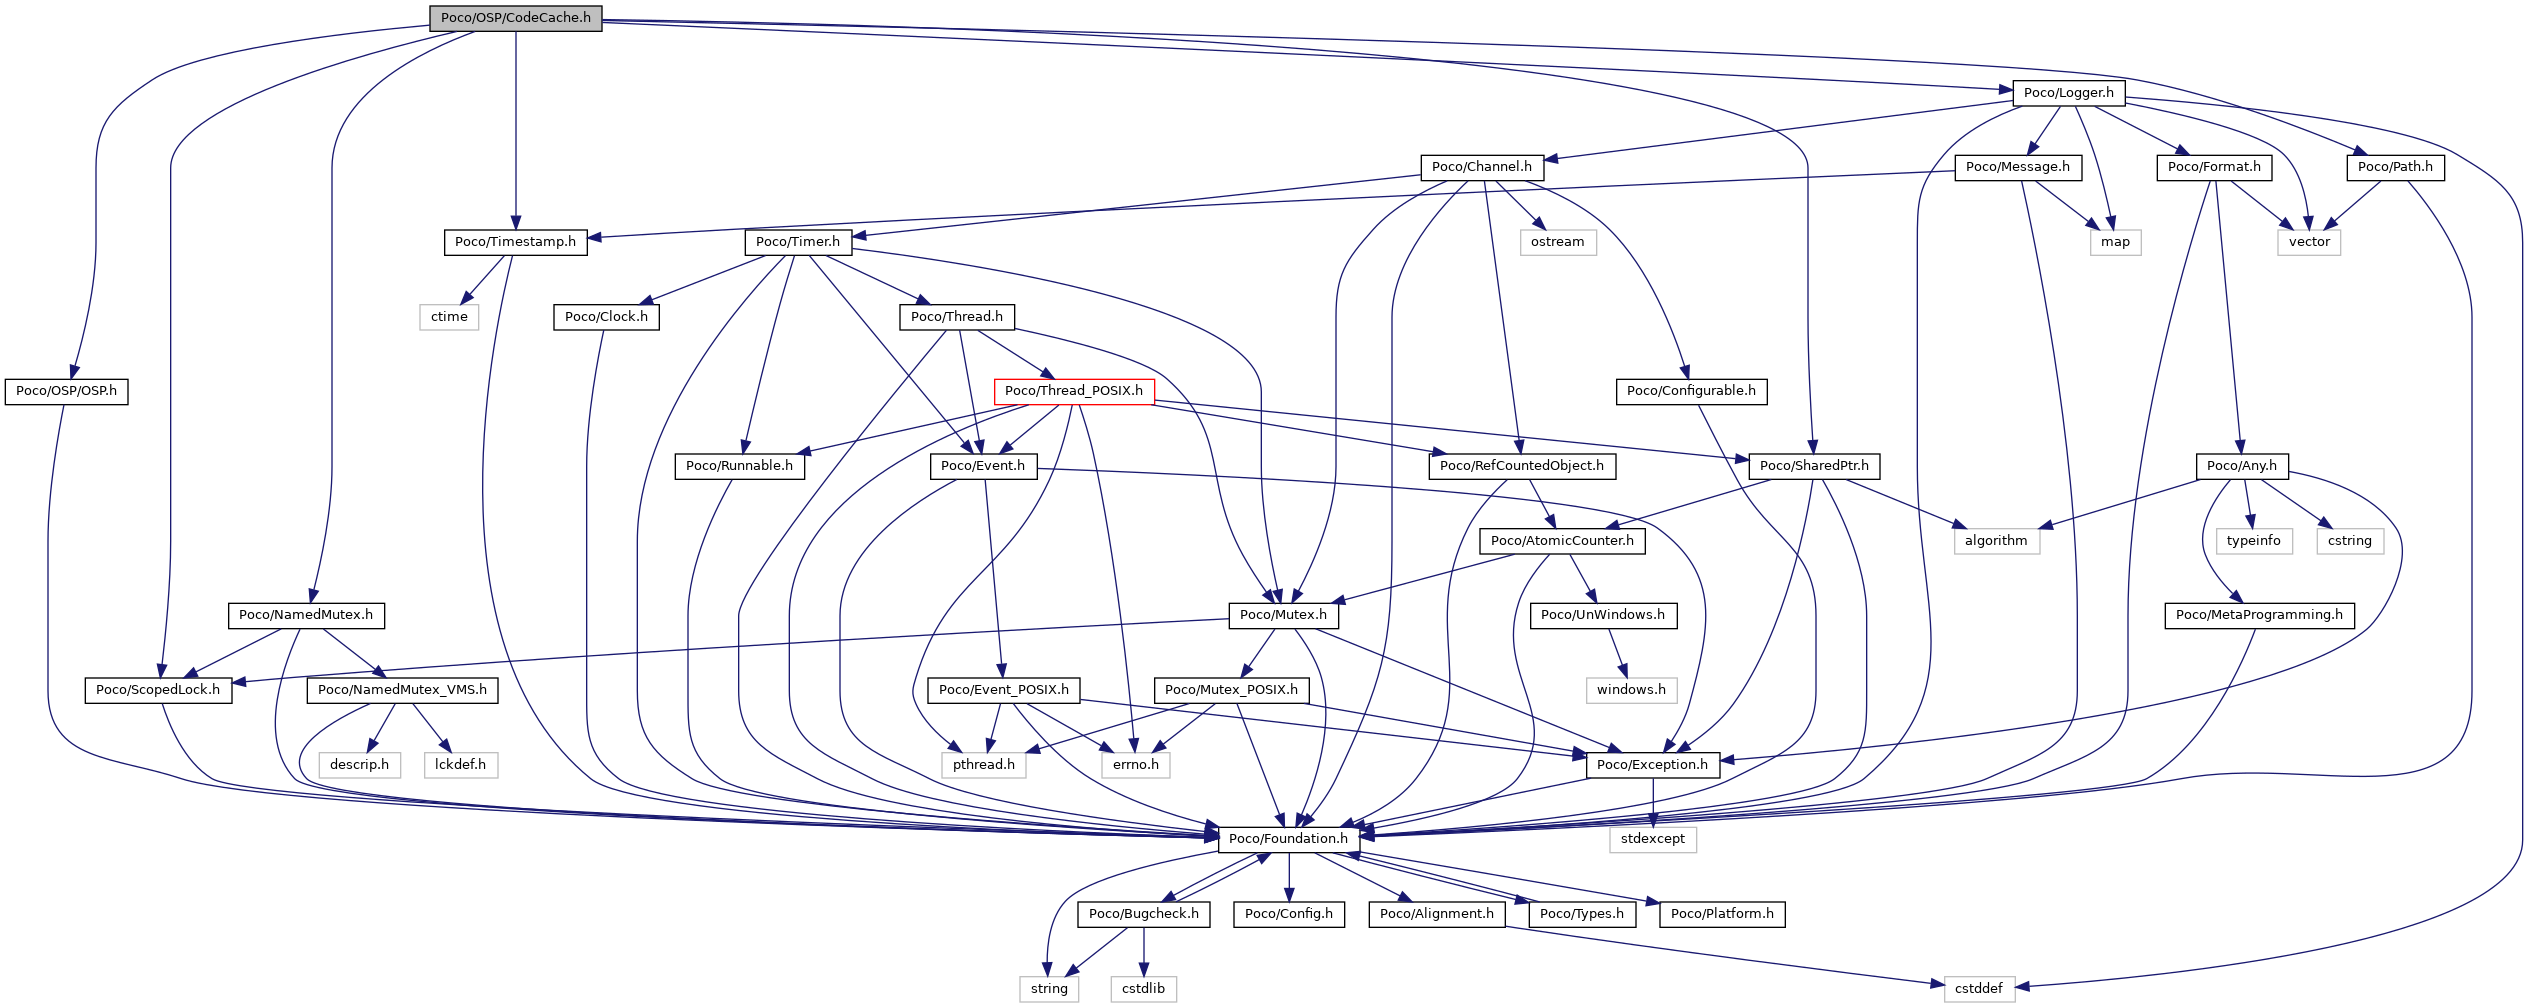 Poco/OSP/CodeCache.h
Poco/Logger.h
Poco/Channel.h
Poco/Message.h
Poco/Format.h
Poco/Path.h
Poco/Timestamp.h
Poco/Timer.h
ostream
map
vector
ctime
Poco/Clock.h
Poco/Thread.h
Poco/OSP/OSP.h
Poco/Thread_POSIX.h
Poco/Configurable.h
Poco/Runnable.h
Poco/Event.h
Poco/RefCountedObject.h
Poco/SharedPtr.h
Poco/Any.h
Poco/AtomicCounter.h
algorithm
typeinfo
cstring
Poco/NamedMutex.h
Poco/Mutex.h
Poco/UnWindows.h
Poco/MetaProgramming.h
Poco/ScopedLock.h
Poco/NamedMutex_VMS.h
Poco/Event_POSIX.h
Poco/Mutex_POSIX.h
windows.h
descrip.h
lckdef.h
pthread.h
errno.h
Poco/Exception.h
Poco/Foundation.h
stdexcept
Poco/Bugcheck.h
Poco/Config.h
Poco/Alignment.h
Poco/Types.h
Poco/Platform.h
string
cstdlib
cstddef